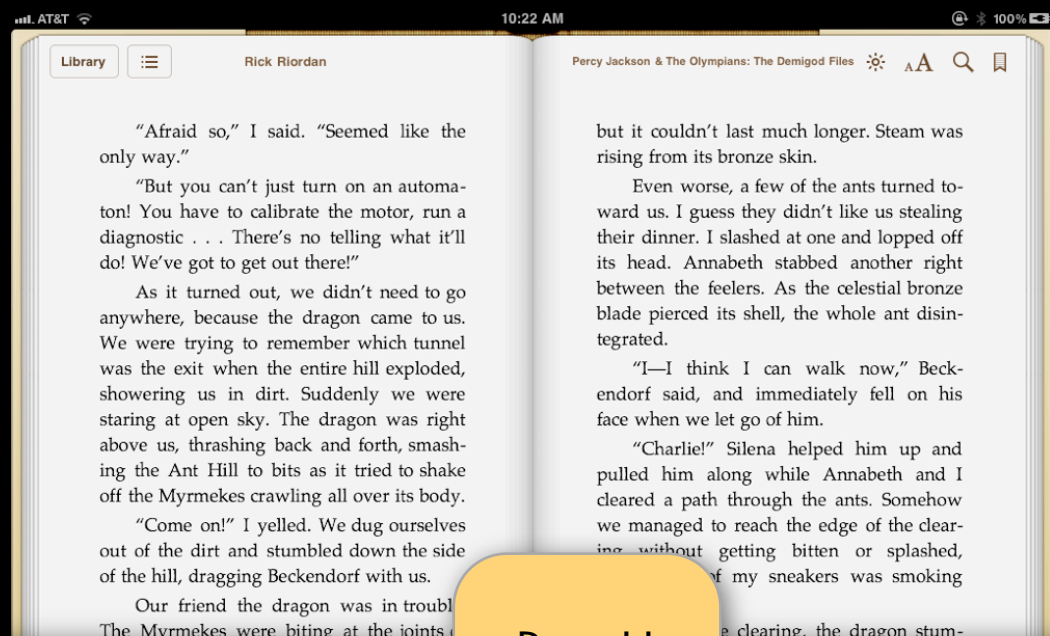 AT&T 10:22 AM 100%
Library Rick Riordan
Percy Jackson & The Olympians: The Demigod Files AA
“Afraid so,” I said. “Seemed like the
only way.”
“But you can’t just turn on an automa-
ton! You have to calibrate the motor, run a
diagnostic . . . There’s no telling what it’ll
do! We’ve got to get out there!”
As it turned out, we didn’t need to go
anywhere, because the dragon came to us.
We were trying to remember which tunnel
was the exit when the entire hill exploded,
showering us in dirt. Suddenly we were
staring at open sky. The dragon was right
above us, thrashing back and forth, smash-
ing the Ant Hill to bits as it tried to shake
off the Myrmekes crawling all over its body.
“Come on!” I yelled. We dug ourselves
out of the dirt and stumbled down the side
of the hill, dragging Beckendorf with us.
Our friend the dragon was in
The Myrmekes were biting at the joints
but it couldn’t last much longer. Steam was
rising from its bronze skin.
Even worse, a few of the ants turned to-
ward us. I guess they didn’t like us stealing
their dinner. I slashed at one and lopped off
its head. Annabeth stabbed another right
between the feelers. As the celestial bronze
blade pierced its shell, the whole ant disin-
tegrated.
“I—I think I can walk now,” Beck-
endorf said, and immediately fell on his
face when we let go of him.
“Charlie!” Silena helped him up and
pulled him along while Annabeth and I
cleared a path through the ants. Somehow
we managed to reach the edge of the clear-
ing without getting bitten or splashed,
of my sneakers was smoking
clearing, the dragon stum-